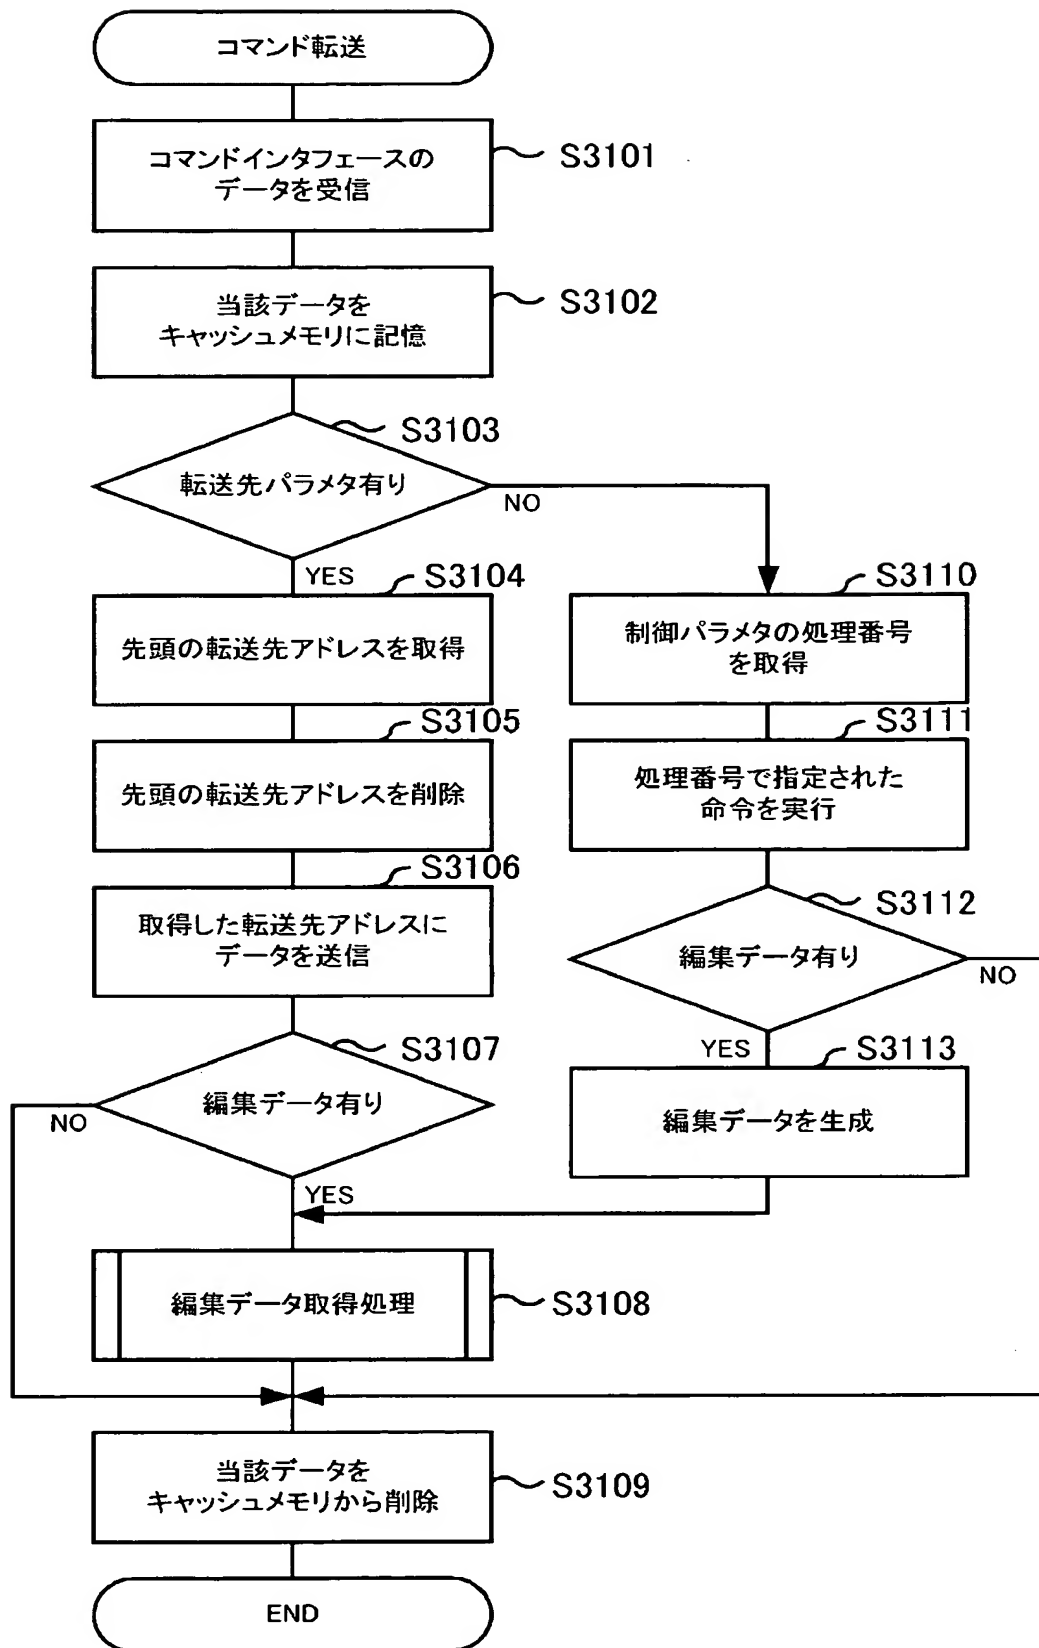 コマンド転送
コマンドインタフェースの
データを受信
S3101
当該データを
キャッシュメモリに記憶
S3102
S3103
転送先パラメタ有り
NO
YES
S3104
先頭の転送先アドレスを取得
S3105
先頭の転送先アドレスを削除
S3106
取得した転送先アドレスに
データを送信
S3107
編集データ有り
NO
YES
S3110
制御パラメタの処理番号
を取得
S3111
処理番号で指定された
命令を実行
S3112
編集データ有り
NO
YES
S3113
編集データを生成
編集データ取得処理
S3108
当該データを
キャッシュメモリから削除
S3109
END